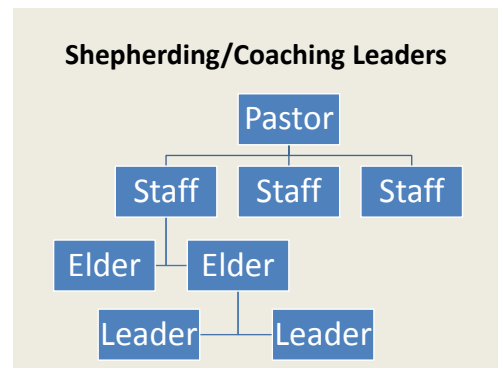 Shepherding/Coaching Leaders
Pastor
Staff Staff Staff
Elder Elder
Leader Leader